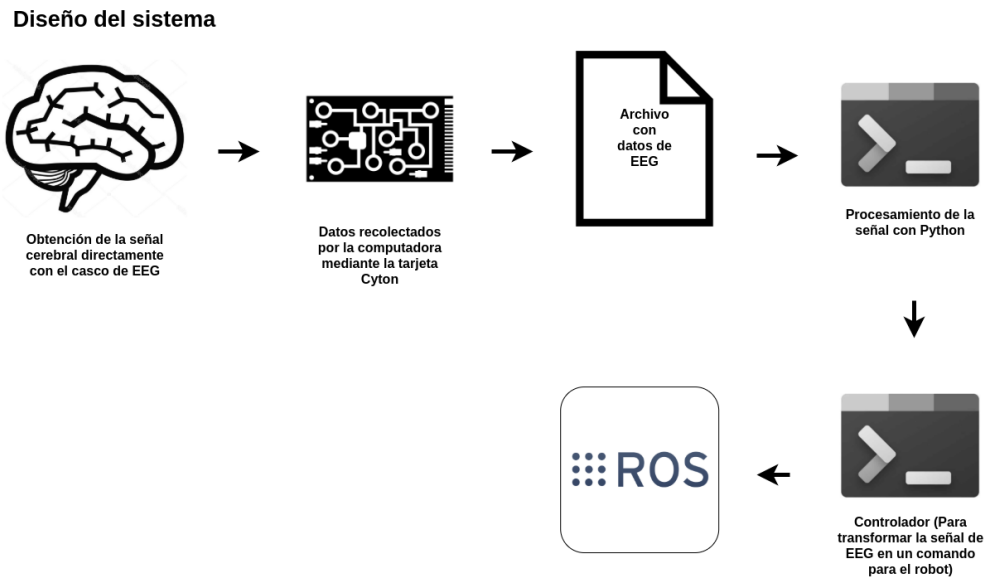 Diseño del sistema
Obtención de la señal
cerebral directamente
con el casco de EEG
Datos recolectados
por la computadora
mediante la tarjeta
Cyton
Archivo
con
datos de
EEG
Procesamiento de la
señal con Python
ROS
Controlador (Para
transformar la señal de
EEG en un comando
para el robot)